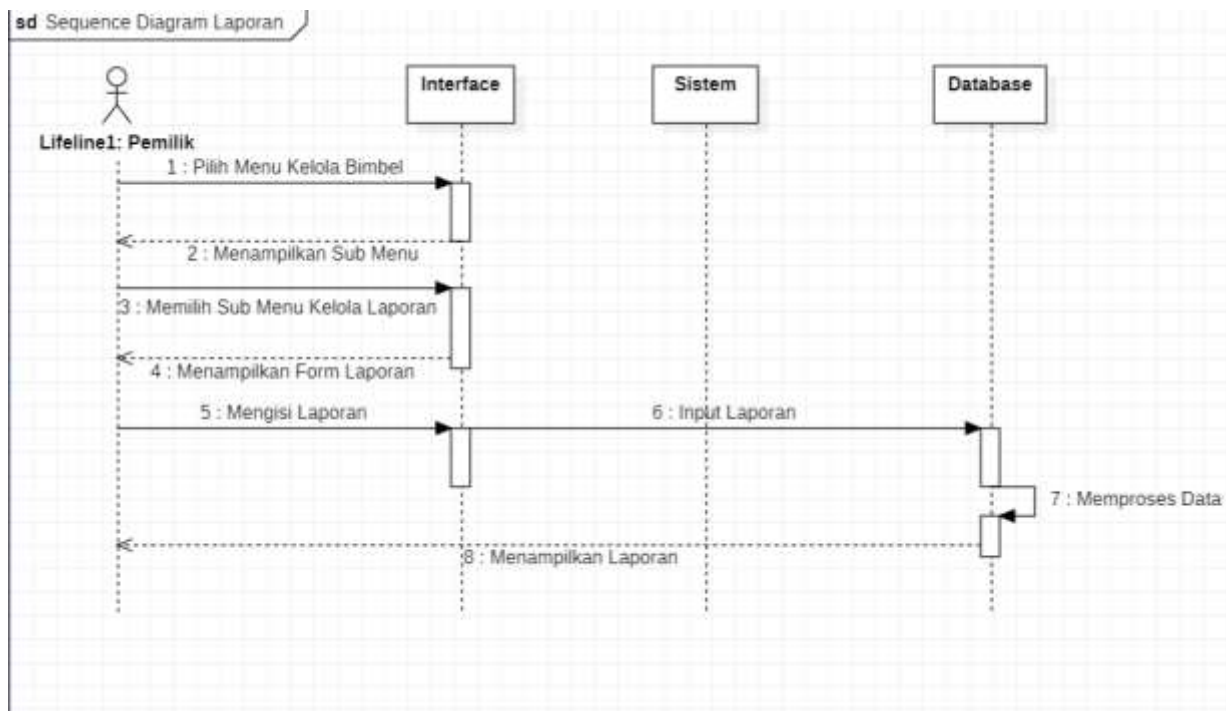 sd Sequence Diagram Laporan
Interface
Sistem
Database
Lifeline1: Pemilik
1 : Pilih Menu Kelola Bimbel
2 : Menampilkan Sub Menu
3 : Memilih Sub Menu Kelola Laporan
4 : Menampilkan Form Laporan
5 : Mengisi Laporan
6 : Input Laporan
7 : Memproses Data
8 : Menampilkan Laporan